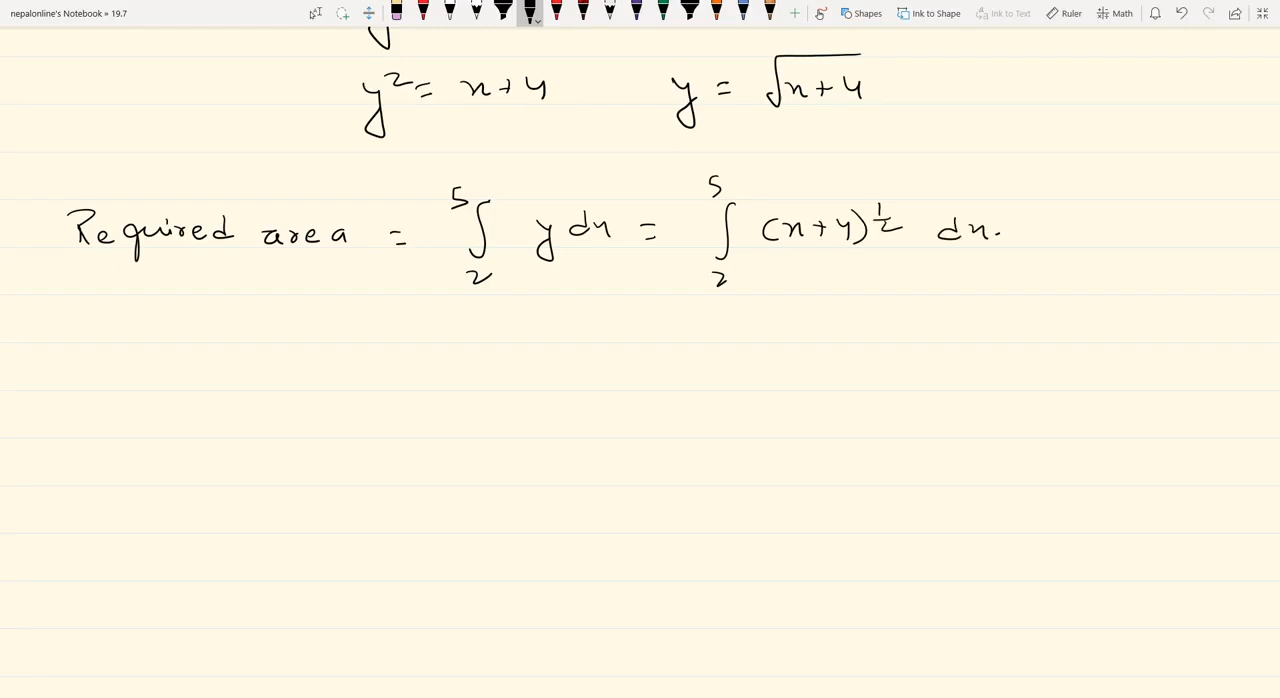 nepalonline's Notebook » 19.7 Shapes Ink to Shape Ink to Text Ruler Math
y² = x+4 y = √(x+4)
Required area = ∫₂⁵ y dx = ∫₂⁵ (x+4)^(1/2) dx.